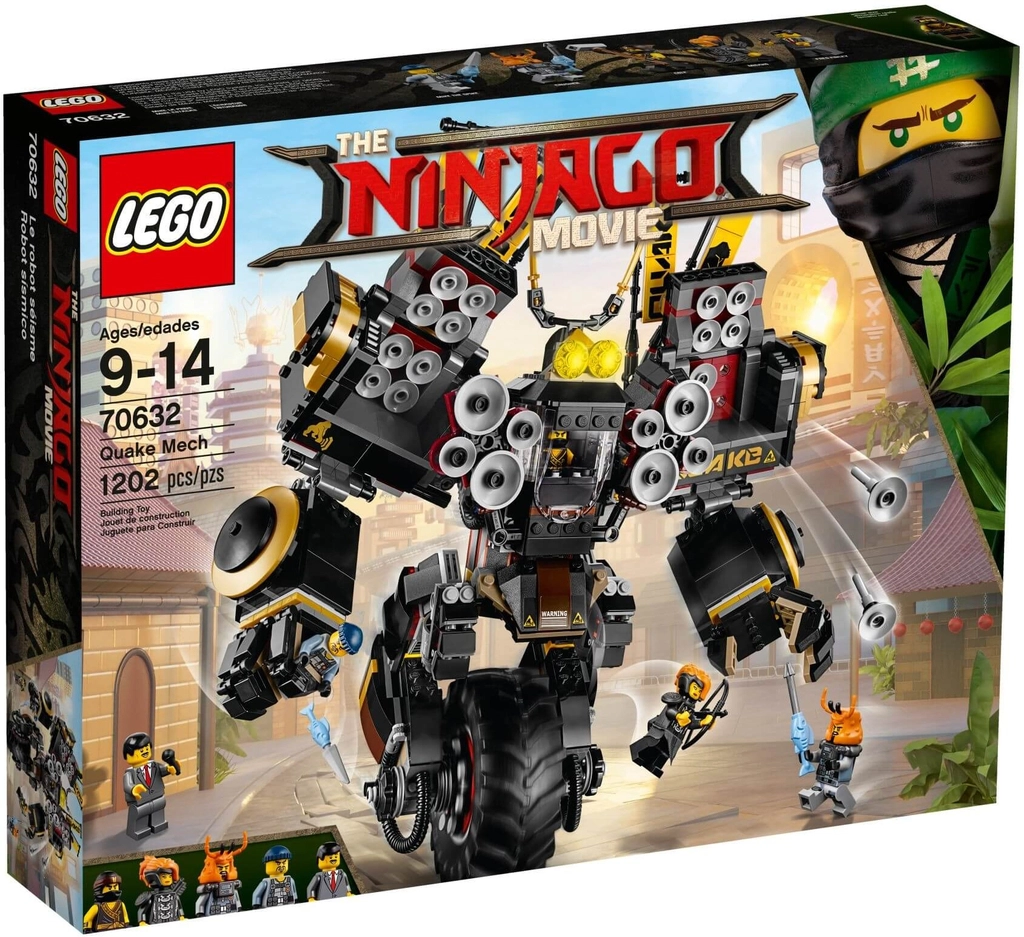 LEGO
70632
THE
NINJAGO
MOVIE
LEGO
Ages/edades
9-14
70632
Quake Mech
1202 pcs/pzs
Building Toy
Jouet de construction
Juguete para Construir
WARNING
LEGO
70632
Le robot séisme
Robot sísmico
THE
NINJAGO
MOVIE